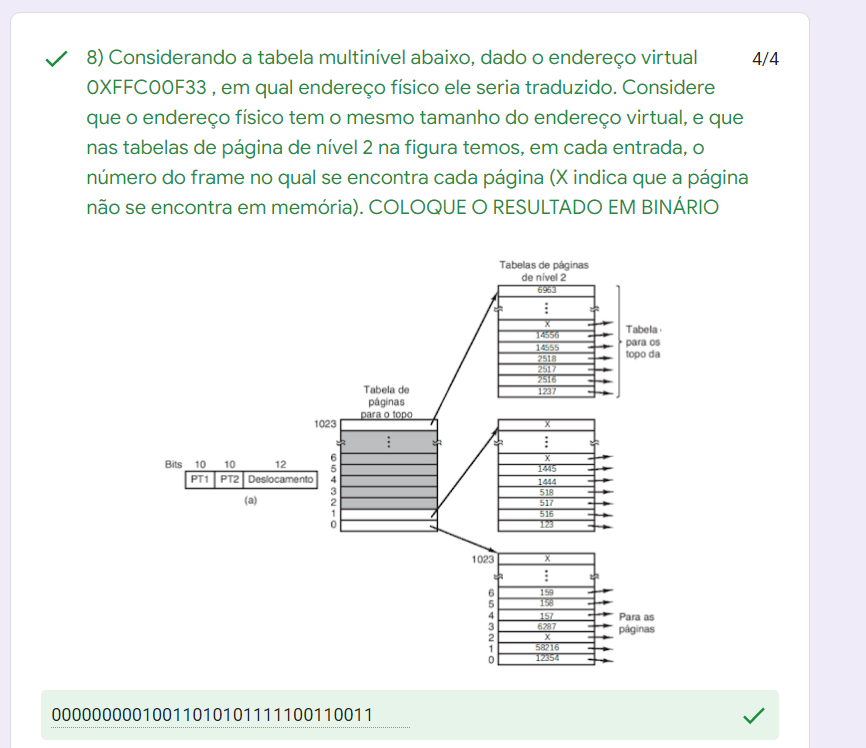 8) Considerando a tabela multinível abaixo, dado o endereço virtual
4/4
0XFFC00F33 , em qual endereço físico ele seria traduzido. Considere
que o endereço físico tem o mesmo tamanho do endereço virtual, e que
nas tabelas de página de nível 2 na figura temos, em cada entrada, o
número do frame no qual se encontra cada página (X indica que a página
não se encontra em memória). COLOQUE O RESULTADO EM BINÁRIO
Tabelas de páginas
de nível 2
6963
X
14556
14555
2518
2517
2516
1237
Tabela
para os
topo da
Tabela de
páginas
para o topo
1023
6
5
4
3
2
1
0
Bits 10 10 12
PT1 PT2 Deslocamento
(a)
X
X
1445
1444
518
517
516
123
1023 X
6 159
5 158
4 157
3 6287
2 X
1 58216
0 12354
Para as
páginas
00000000010011010101111100110011